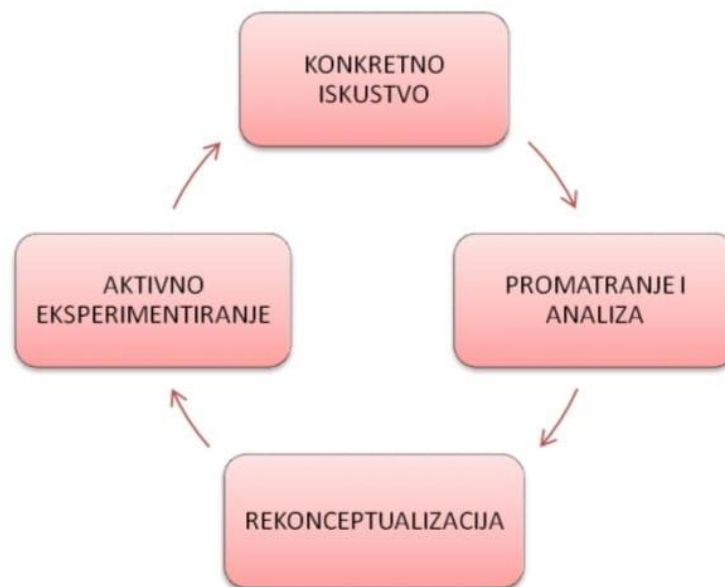 KONKRETNO
ISKUSTVO
PROMATRANJE I
ANALIZA
REKONCEPTUALIZACIJA
AKTIVNO
EKSPERIMENTIRANJE